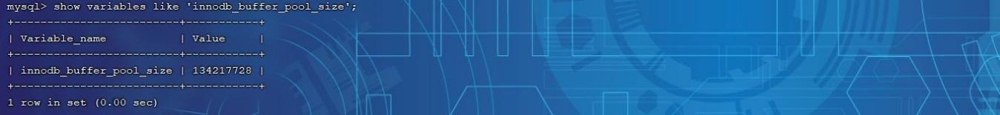 mysql> show variables like 'innodb_buffer_pool_size';
+-------------------------+-----------+
| Variable_name           | Value     |
+-------------------------+-----------+
| innodb_buffer_pool_size | 134217728 |
+-------------------------+-----------+
1 row in set (0.00 sec)